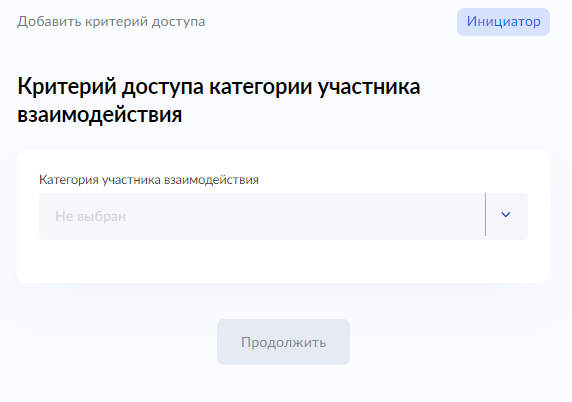 Добавить критерий доступа
Инициатор
Критерий доступа категории участника
взаимодействия
Категория участника взаимодействия
Не выбран
Продолжить